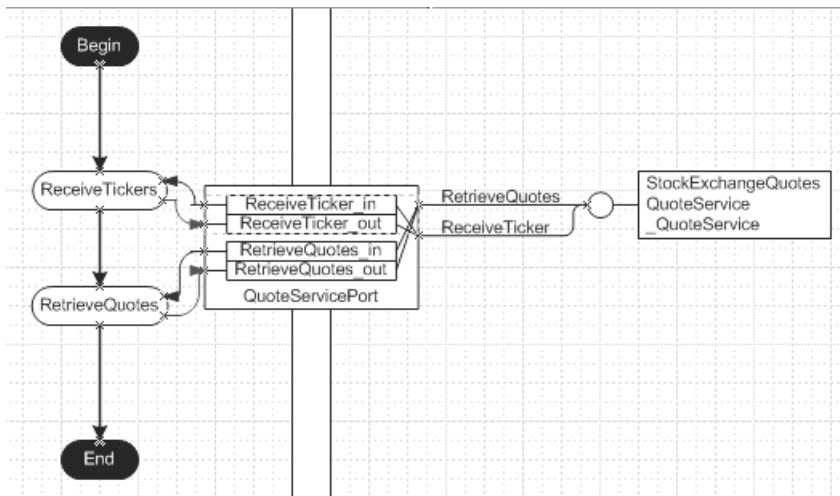 Begin
ReceiveTickers
ReceiveTicker_in
ReceiveTicker_out
RetrieveQuotes_in
RetrieveQuotes_out
QuoteServicePort
RetrieveQuotes
ReceiveTicker
StockExchangeQuotes
QuoteService
_QuoteService
RetrieveQuotes
End